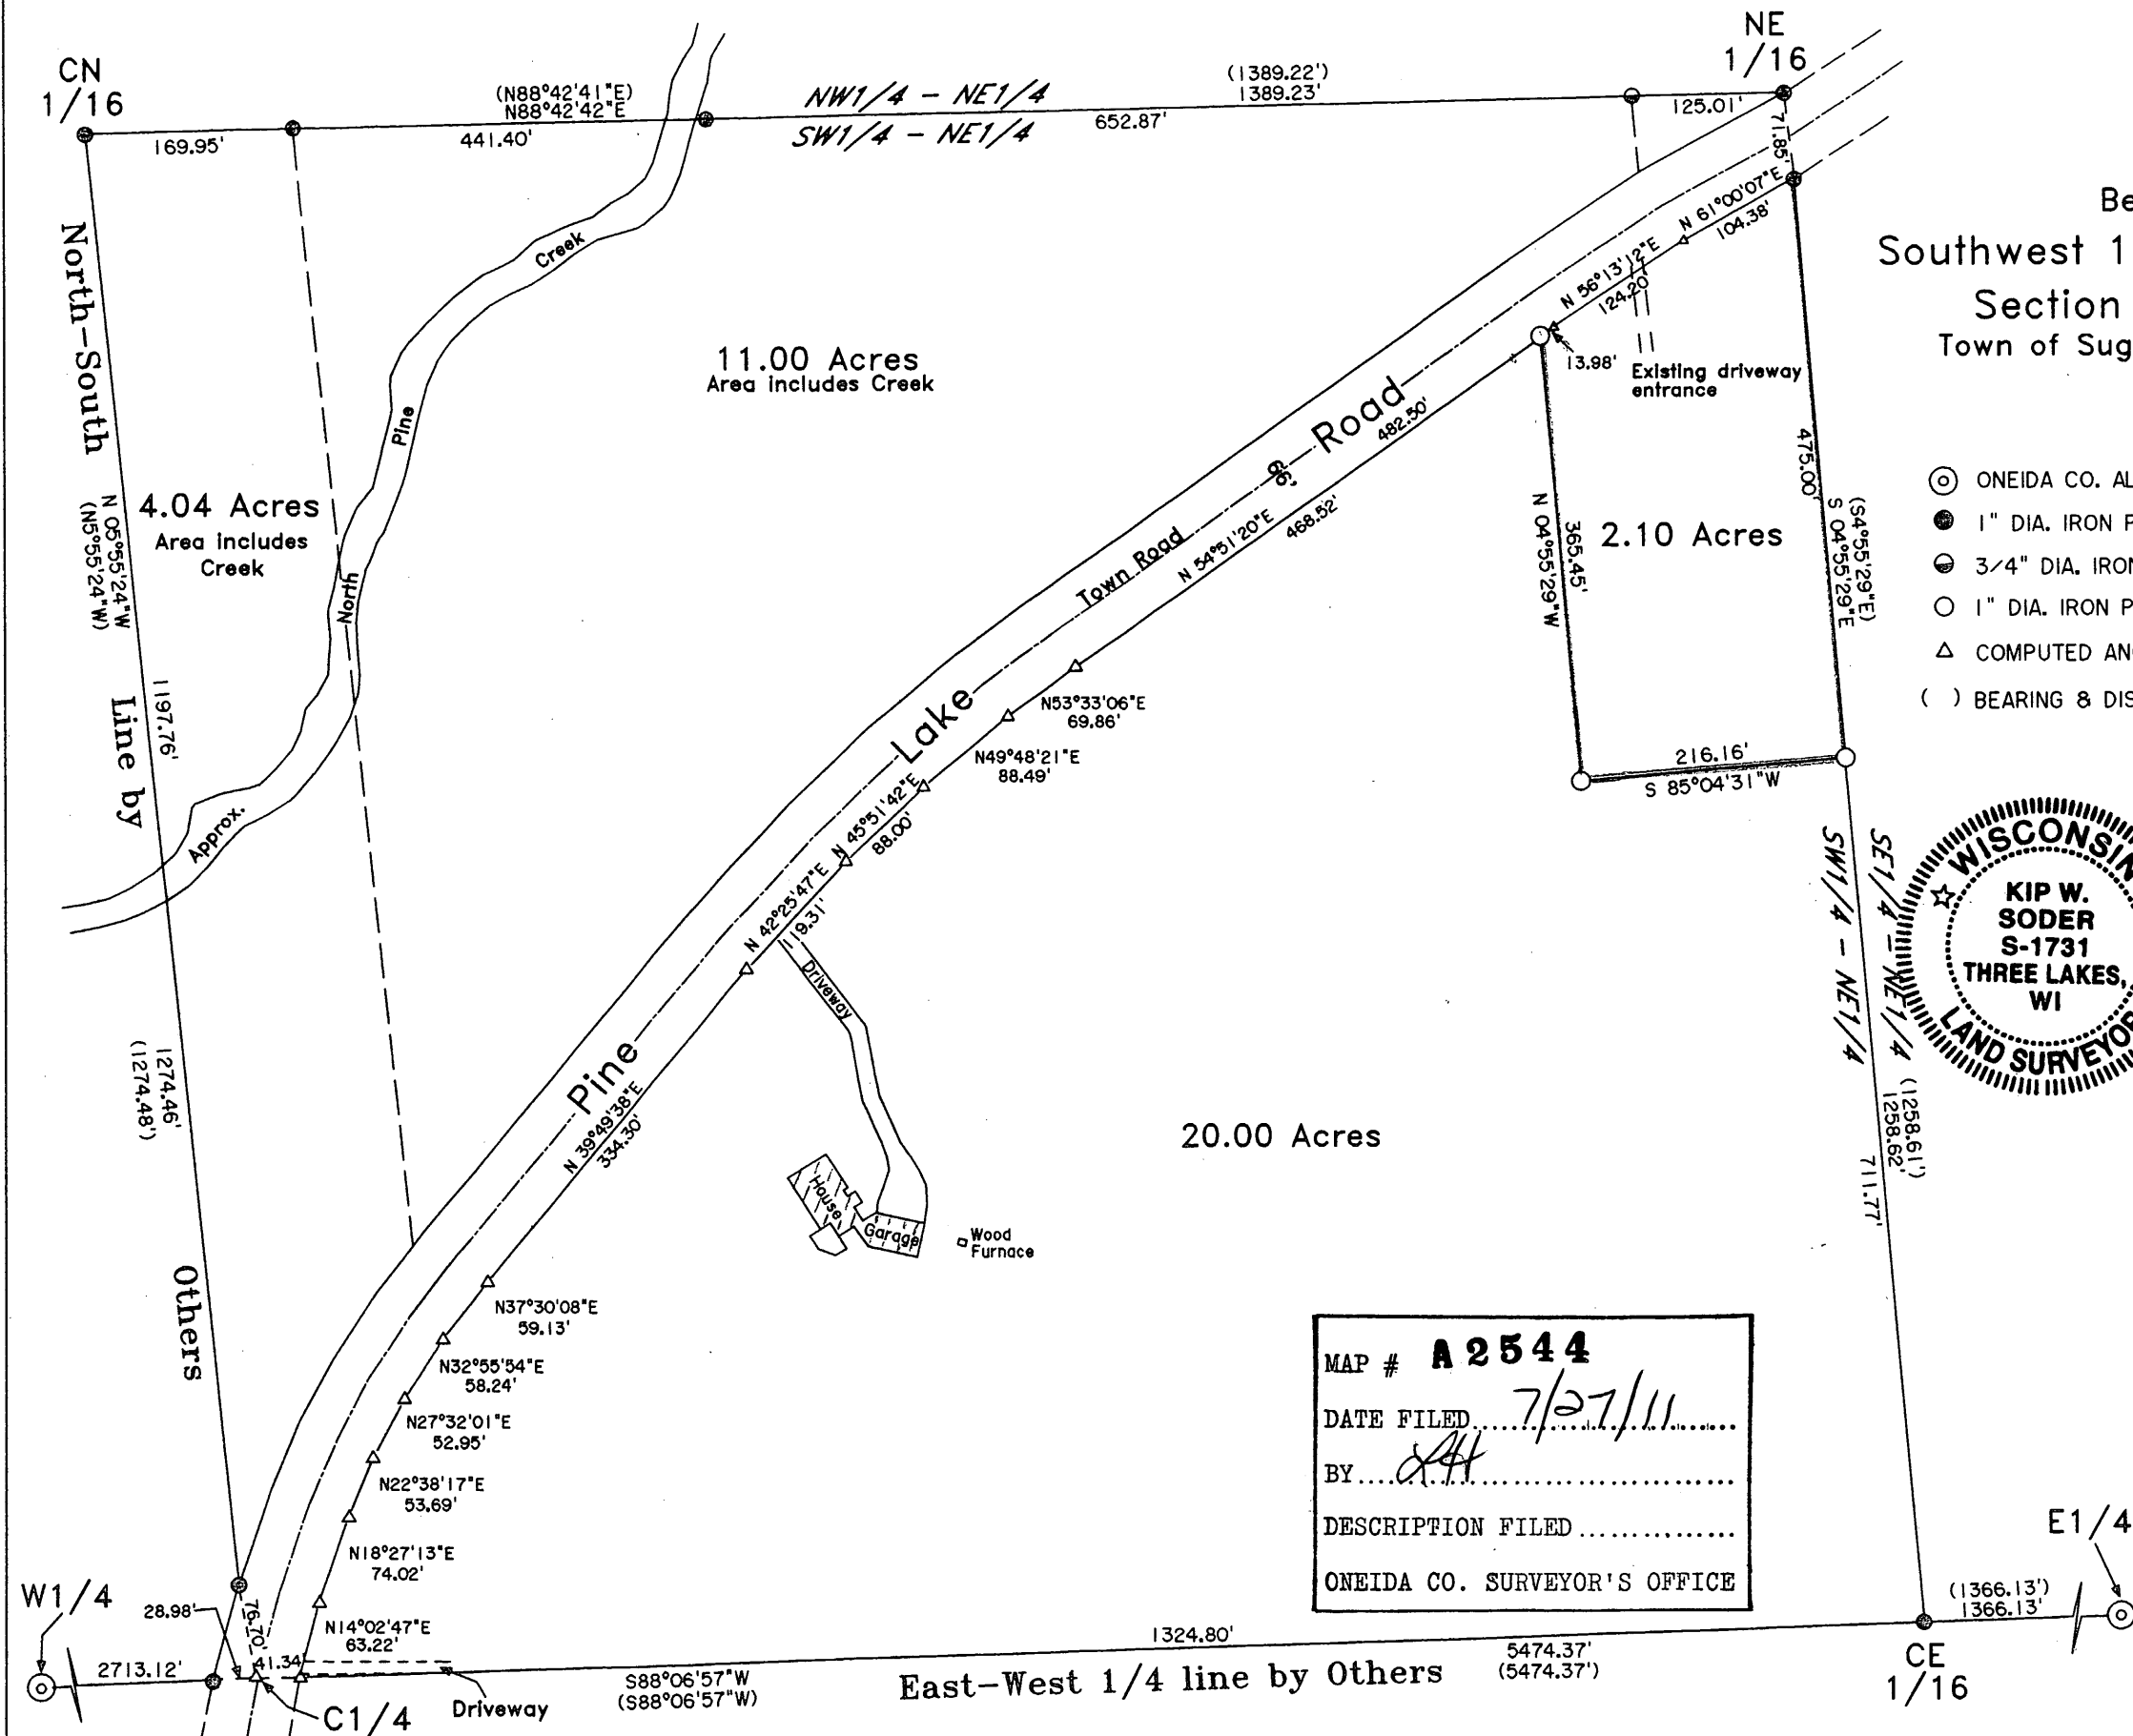 CN
1/16
NE
1/16
(N88°42'41"E)
N88°42'42"E
NW1/4 - NE1/4
SW1/4 - NE1/4
(1389.22')
1389.23'
169.95'
441.40'
652.87'
125.01'
71.85'
N 61°00'07"E
104.38'
N 56°13'12"E
124.20'
13.98'
Existing driveway
entrance
Be
Southwest 1
Section
Town of Sug
North-South
Line by
Others
N 05°55'24"W
(N5°55'24"W)
1197.76'
1274.46'
(1274.48')
4.04 Acres
Area includes
Creek
11.00 Acres
Area includes Creek
Approx.
North
Pine
Creek
Pine
Lake
Road
Town Road
66'
482.50'
N 54°51'20"E
468.52'
N 04°55'29"W
365.45'
2.10 Acres
475.00'
S 04°55'29"E
(S4°55'29"E)
216.16'
S 85°04'31"W
ONEIDA CO. AL
1" DIA. IRON P
3/4" DIA. IRON
1" DIA. IRON P
COMPUTED AN
( ) BEARING & DIS
N53°33'06"E
69.86'
N49°48'21"E
88.49'
N 45°51'42"E
88.00'
N 42°25'47"E
119.31'
N 39°49'38"E
334.30'
N37°30'08"E
59.13'
N32°55'54"E
58.24'
N27°32'01"E
52.95'
N22°38'17"E
53.69'
N18°27'13"E
74.02'
N14°02'47"E
63.22'
Driveway
House
Garage
Wood
Furnace
20.00 Acres
SW1/4 - NE1/4
SE1/4 - NE1/4
(1258.61')
1258.62'
711.77'
WISCONSIN
KIP W.
SODER
S-1731
THREE LAKES,
WI
LAND SURVEYOR
MAP # A 2544
DATE FILED 7/27/11
BY
DESCRIPTION FILED
ONEIDA CO. SURVEYOR'S OFFICE
W1/4
2713.12'
28.98'
76.70'
41.34'
C1/4
Driveway
S88°06'57"W
(S88°06'57"W)
1324.80'
East-West 1/4 line by Others
5474.37'
(5474.37')
CE
1/16
(1366.13')
1366.13'
E1/4